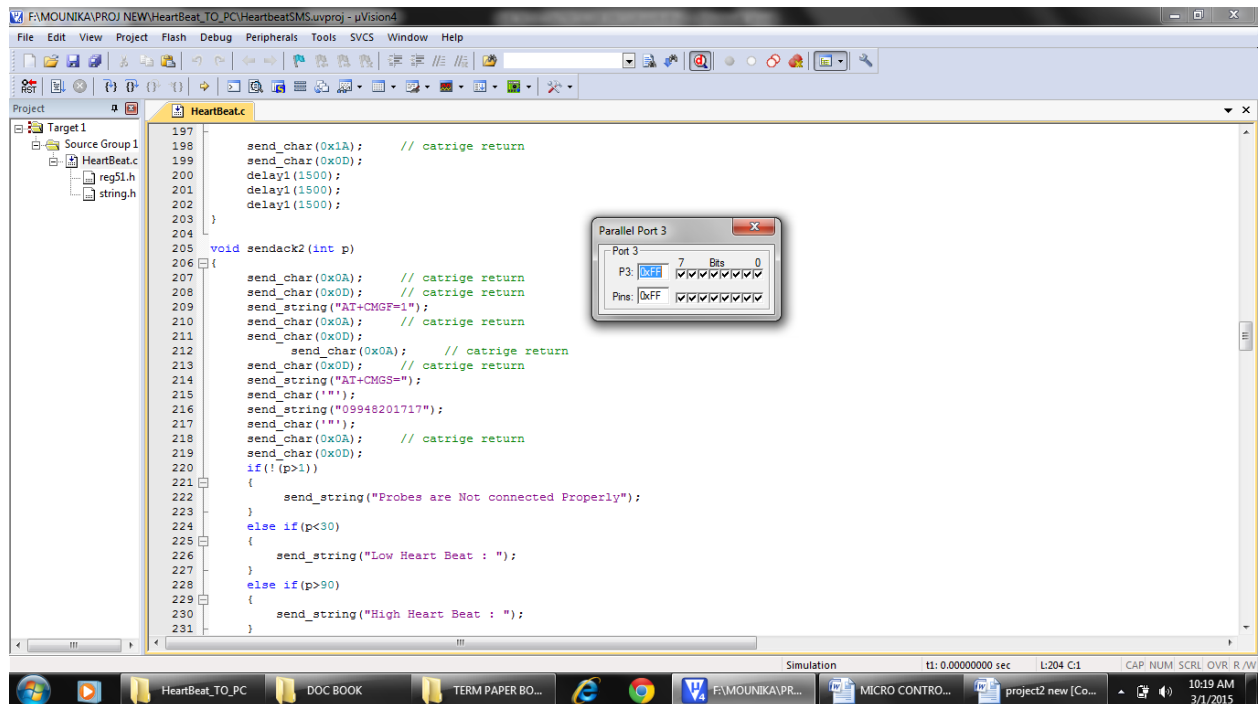 F:\MOUNIKA\PROJ NEW\HeartBeat_TO_PC\HeartbeatSMS.uvproj - µVision4
File Edit View Project Flash Debug Peripherals Tools SVCS Window Help
RST
Project
HeartBeat.c
Target 1
Source Group 1
HeartBeat.c
reg51.h
string.h
197
198 send_char(0x1A); // catrige return
199 send_char(0x0D);
200 delay1(1500);
201 delay1(1500);
202 delay1(1500);
203 }
204
205 void sendack2(int p)
206 {
207 send_char(0x0A); // catrige return
208 send_char(0x0D); // catrige return
209 send_string("AT+CMGF=1");
210 send_char(0x0A); // catrige return
211 send_char(0x0D);
212 send_char(0x0A); // catrige return
213 send_char(0x0D); // catrige return
214 send_string("AT+CMGS=");
215 send_char('"');
216 send_string("09948201717");
217 send_char('"');
218 send_char(0x0A); // catrige return
219 send_char(0x0D);
220 if(!(p>1))
221 {
222 send_string("Probes are Not connected Properly");
223 }
224 else if(p<30)
225 {
226 send_string("Low Heart Beat : ");
227 }
228 else if(p>90)
229 {
230 send_string("High Heart Beat : ");
231 }
Parallel Port 3
Port 3
7 Bits 0
P3: 0xFF
Pins: 0xFF
Simulation t1: 0.00000000 sec L:204 C:1 CAP NUM SCRL OVR R/W
HeartBeat_TO_PC DOC BOOK TERM PAPER BO... F:\MOUNIKA\PR... MICRO CONTRO... project2 new [Co...
10:19 AM
3/1/2015